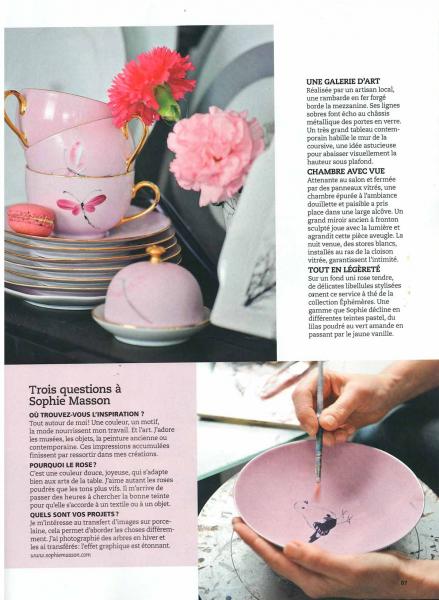 UNE GALERIE D'ART
Réalisée par un artisan local,
une rambarde en fer forgé
borde la mezzanine. Ses lignes
sobres font écho au châssis
métallique des portes en verre.
Un très grand tableau contem-
porain habille le mur de la
coursive, une idée astucieuse
pour abaisser visuellement la
hauteur sous plafond.
CHAMBRE AVEC VUE
Attenante au salon et fermée
par des panneaux vitrés, une
chambre épurée à l'ambiance
douillette et paisible a pris
place dans une large alcôve. Un
grand miroir ancien à fronton
sculpté joue avec la lumière et
agrandit cette pièce aveugle. La
nuit venue, des stores blancs,
installés au ras de la cloison
vitrée, garantissent l'intimité.
TOUT EN LÉGÈRETÉ
Sur un fond uni rose tendre,
de délicates libellules stylisées
ornent ce service à thé de la
collection Éphémères. Une
gamme que Sophie décline en
différentes teintes pastel, du
lilas poudré au vert amande en
passant par le jaune vanille.
Trois questions à
Sophie Masson
OÙ TROUVEZ-VOUS L'INSPIRATION ?
Tout autour de moi ! Une couleur, un motif,
la mode nourrissent mon travail. Et l'art. J'adore
les musées, les objets, la peinture ancienne ou
contemporaine. Ces impressions accumulées
finissent par ressortir dans mes créations.
POURQUOI LE ROSE ?
C'est une couleur douce, joyeuse, qui s'adapte
bien aux arts de la table. J'aime autant les roses
poudrés que les tons plus vifs. Il m'arrive de
passer des heures à chercher la bonne teinte
pour qu'elle s'accorde à un textile ou à un objet.
QUELS SONT VOS PROJETS ?
Je m'intéresse au transfert d'images sur porce-
laine, cela permet d'aborder les choses différem-
ment. J'ai photographié des arbres en hiver et
les ai transférés : l'effet graphique est étonnant.
www.sophiemasson.com
87